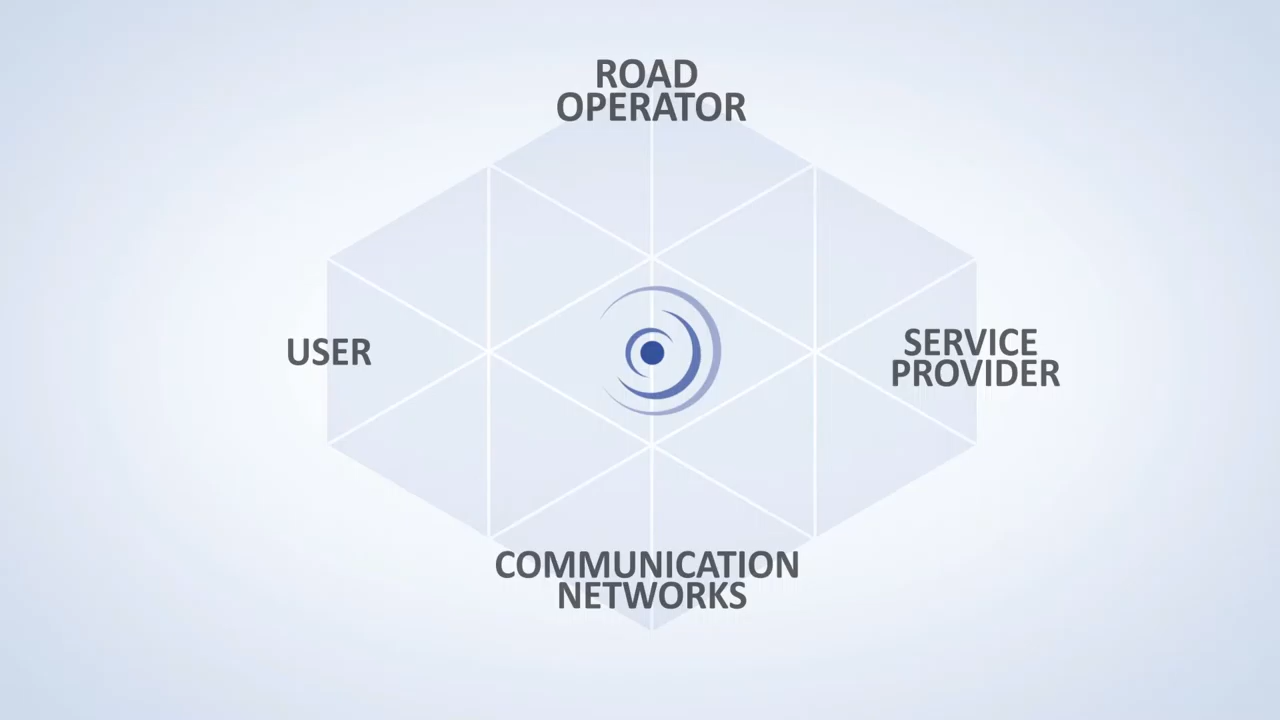 ROAD
OPERATOR
USER
SERVICE
PROVIDER
COMMUNICATION
NETWORKS